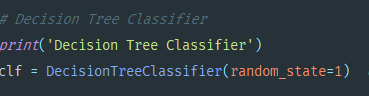 # Decision Tree Classifier
print('Decision Tree Classifier')
clf = DecisionTreeClassifier(random_state=1)